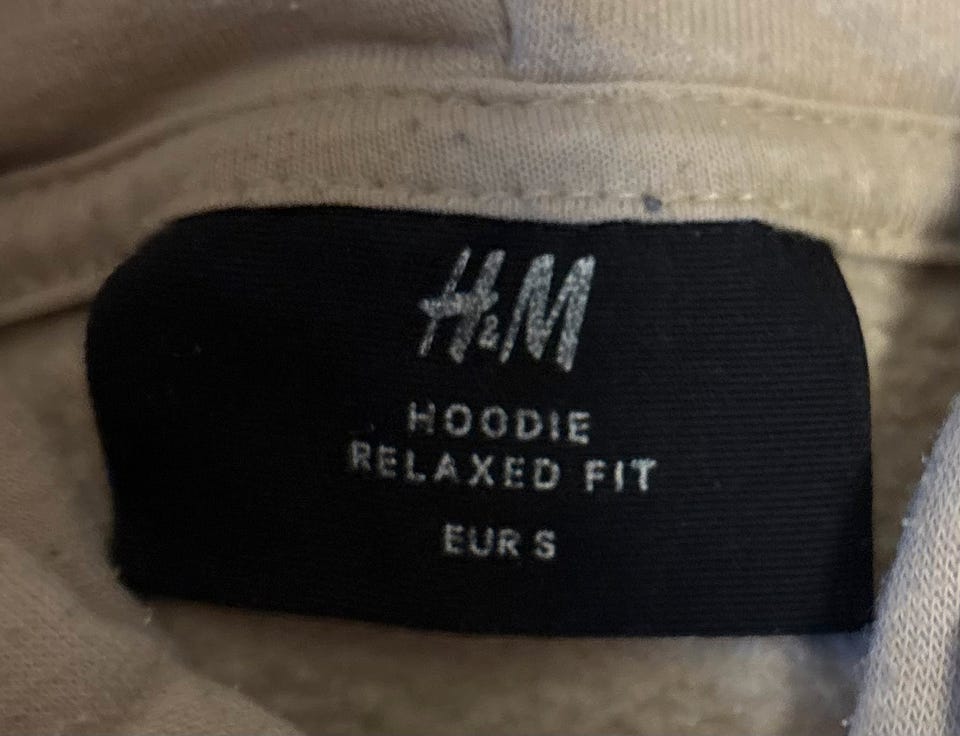 H&M
HOODIE
RELAXED FIT
EUR S